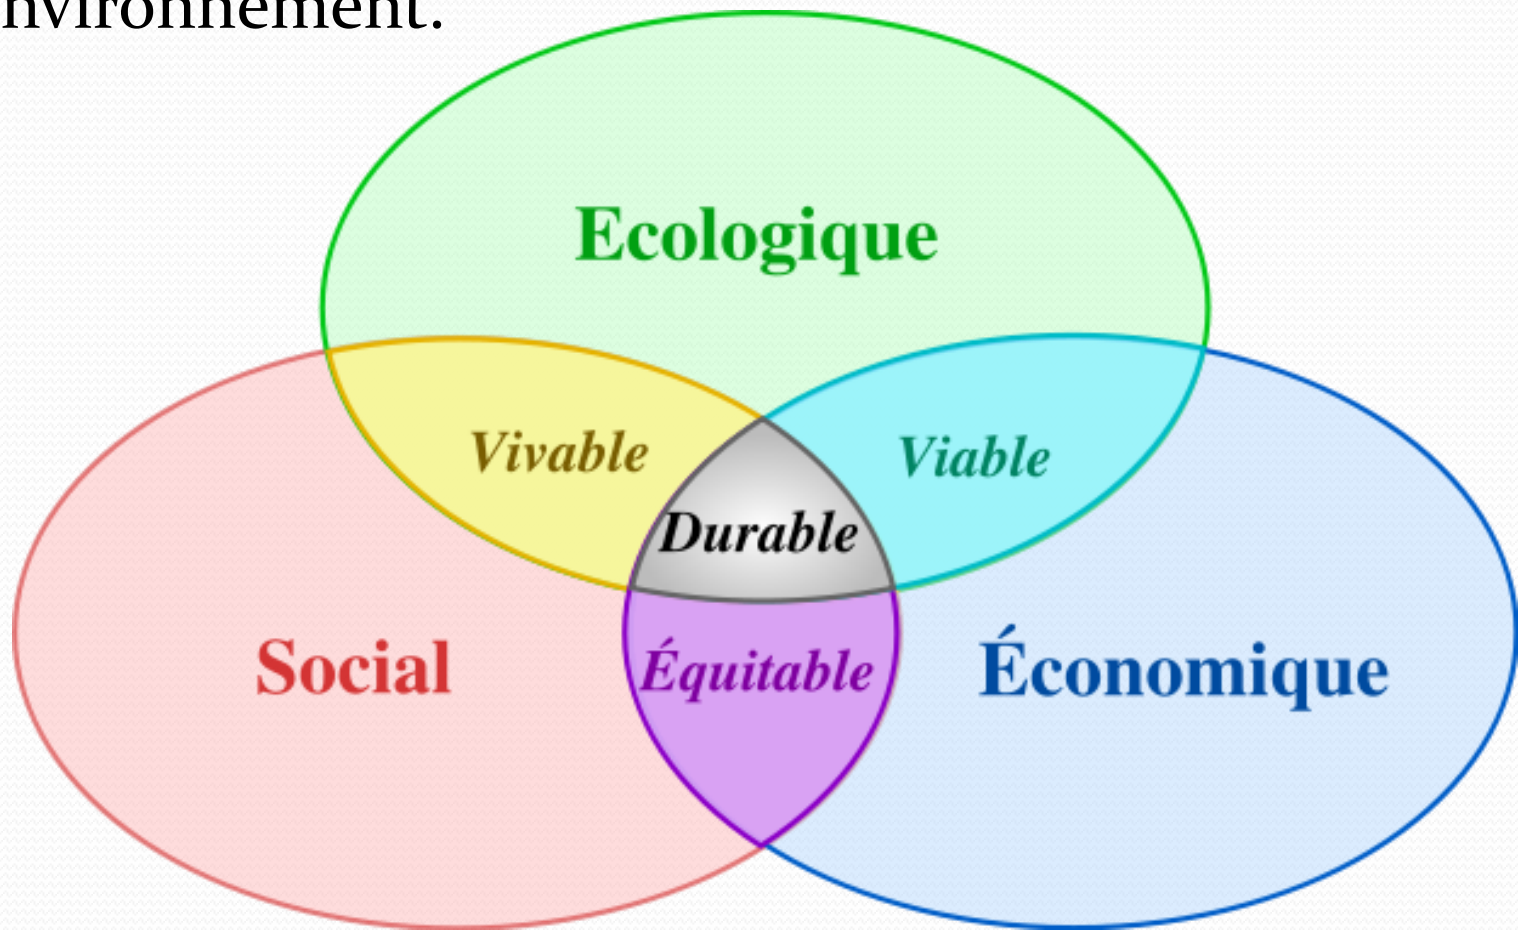 nvironnement.
Ecologique
Vivable
Viable
Durable
Social
Équitable
Économique